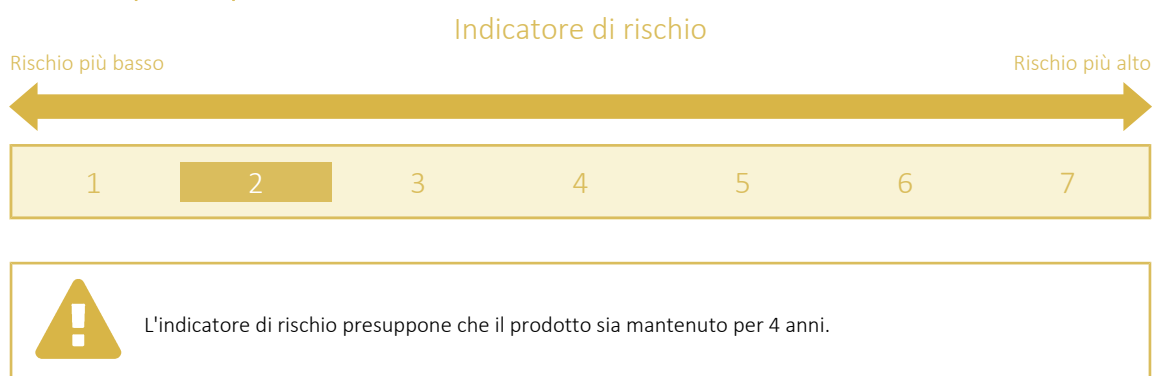 Indicatore di rischio
Rischio più basso Rischio più alto
1 2 3 4 5 6 7
L'indicatore di rischio presuppone che il prodotto sia mantenuto per 4 anni.